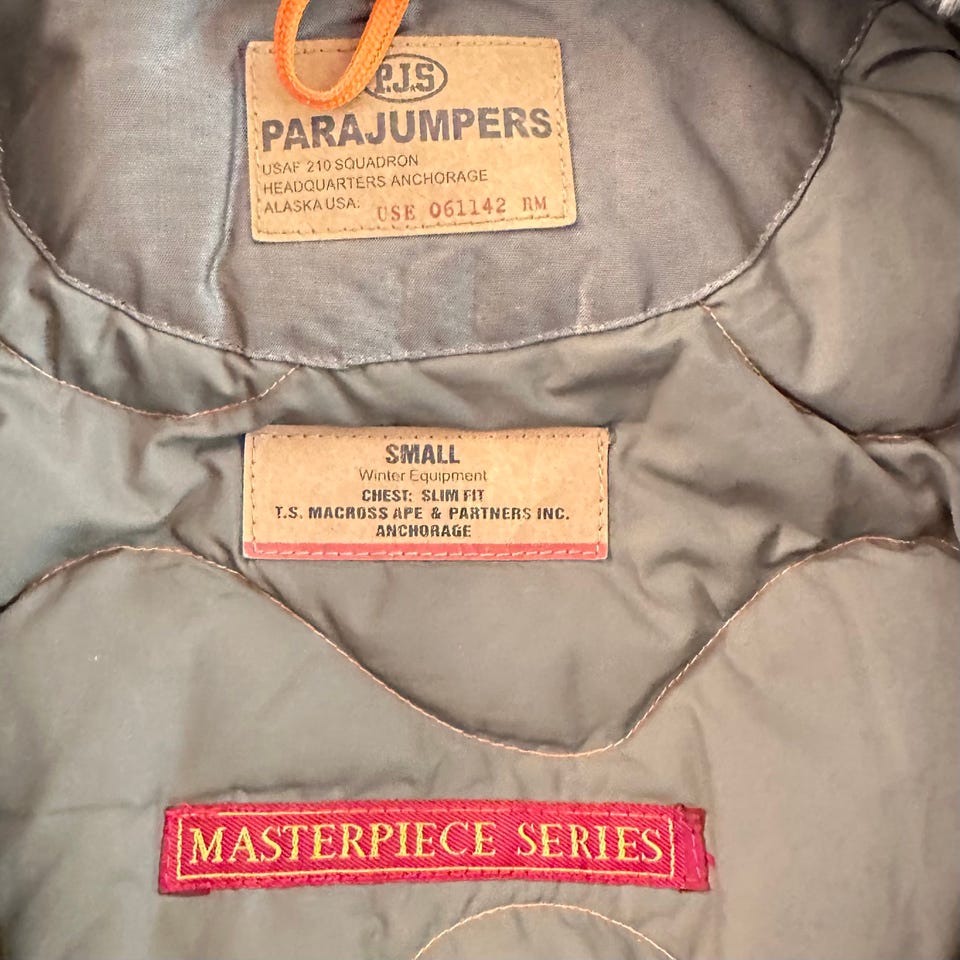 P.J.S
PARAJUMPERS
USAF 210 SQUADRON
HEADQUARTERS ANCHORAGE
ALASKA USA: USE 061142 RM
SMALL
Winter Equipment
CHEST: SLIM FIT
T.S. MACROSS APE & PARTNERS INC.
ANCHORAGE
MASTERPIECE SERIES